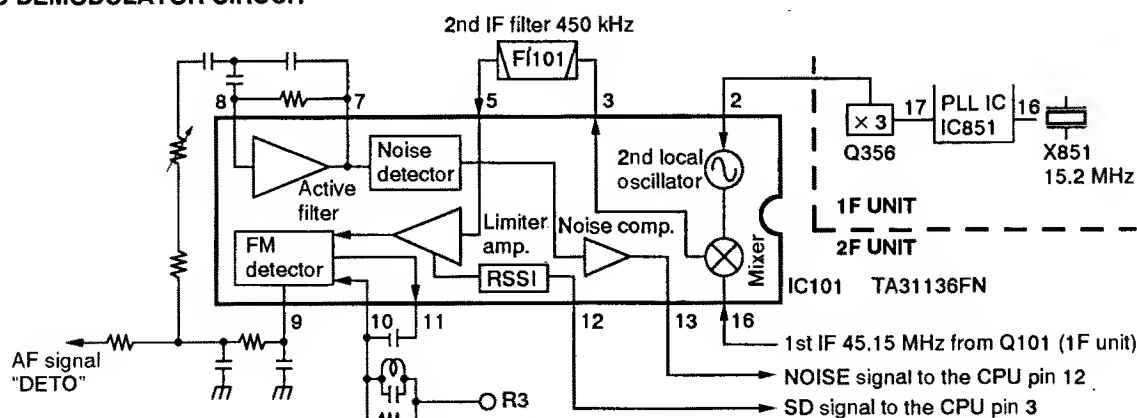 2nd IF filter 450 kHz
FI101
8
7
5
3
2
17
PLL IC
IC851
16
× 3
Q356
X851
15.2 MHz
Noise
detector
2nd local
oscillator
Active
filter
1F UNIT
2F UNIT
Limiter
amp.
Noise comp.
Mixer
FM
detector
RSSI
IC101 TA31136FN
9
10
11
12
13
16
AF signal
"DETO"
1st IF 45.15 MHz from Q101 (1F unit)
NOISE signal to the CPU pin 12
R3
SD signal to the CPU pin 3